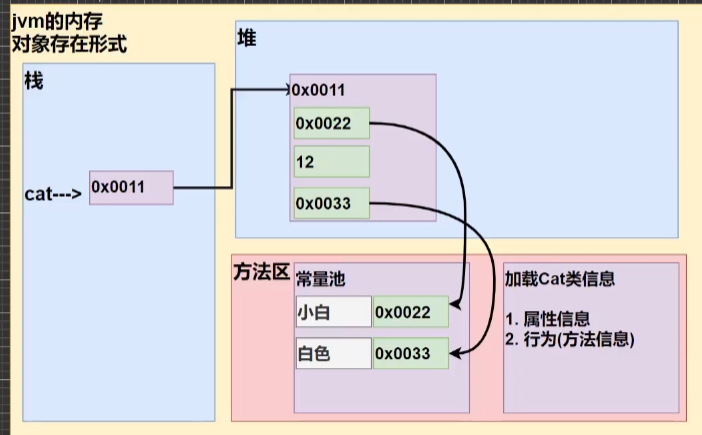 jvm的内存
对象存在形式
栈
cat--->
0x0011
堆
0x0011
0x0022
12
0x0033
方法区
常量池
小白
0x0022
白色
0x0033
加载Cat类信息
1. 属性信息
2. 行为(方法信息)